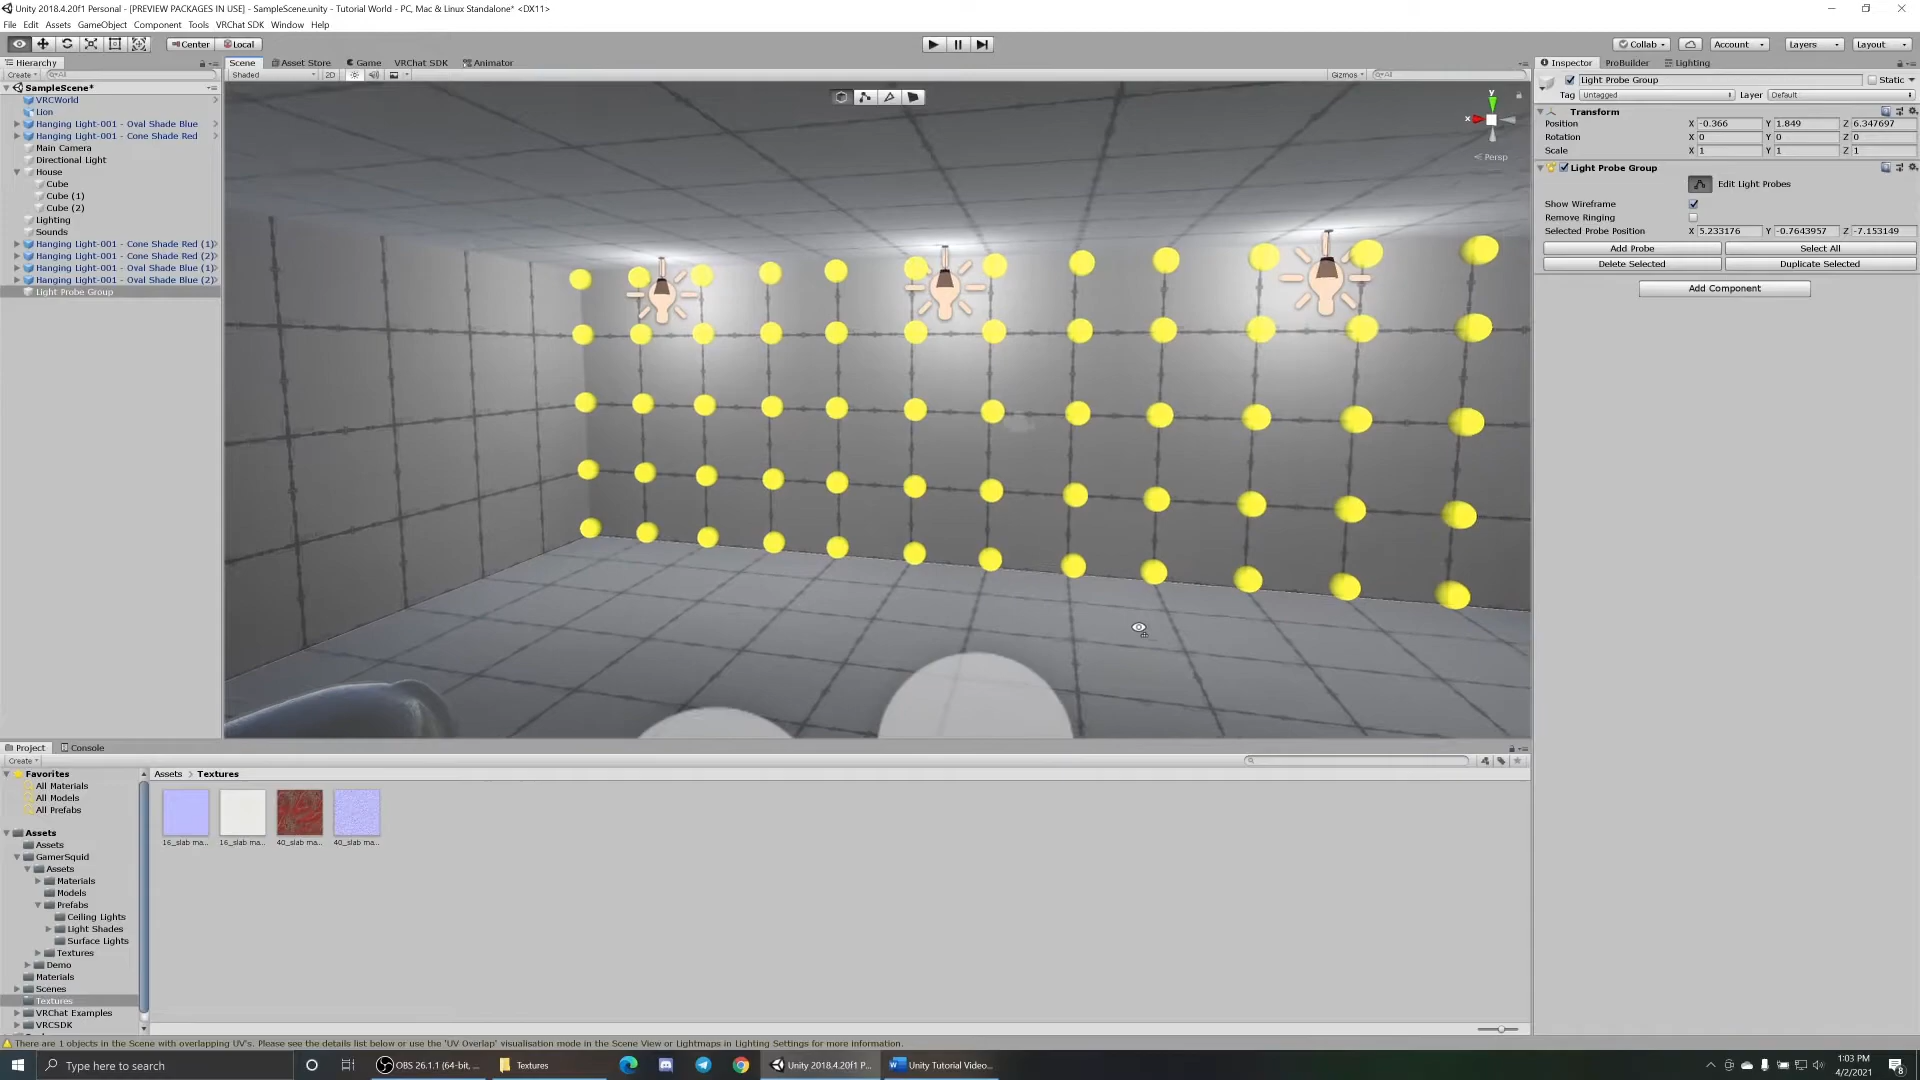 Unity 2018.4.20f1 Personal - [PREVIEW PACKAGES IN USE] - SampleScene.unity - Tutorial World - PC, Mac & Linux Standalone* <DX11>
File Edit Assets GameObject Component Tools VRChat SDK Window Help
Center Local
Collab Account Layers Layout
Hierarchy
Scene Asset Store Game VRChat SDK Animator
Inspector ProBuilder Lighting
Create All
Shaded 2D Gizmos All
Light Probe Group Static
SampleScene*
Tag Untagged Layer Default
VRCWorld
Lion
Hanging Light-001 - Oval Shade Blue
Hanging Light-001 - Cone Shade Red
Main Camera
Directional Light
House
Cube
Cube (1)
Cube (2)
Lighting
Sounds
Hanging Light-001 - Cone Shade Red (1)
Hanging Light-001 - Cone Shade Red (2)
Hanging Light-001 - Oval Shade Blue (1)
Hanging Light-001 - Oval Shade Blue (2)
Light Probe Group
y
x
Persp
Transform
Position X -0.366 Y 1.849 Z 6.347697
Rotation X 0 Y 0 Z 0
Scale X 1 Y 1 Z 1
Light Probe Group
Edit Light Probes
Show Wireframe
Remove Ringing
Selected Probe Position X 5.233176 Y -0.7643957 Z -7.153149
Add Probe Select All
Delete Selected Duplicate Selected
Add Component
Project Console
Create
Favorites
All Materials
All Models
All Prefabs
Assets
Assets
GamerSquid
Assets
Materials
Models
Prefabs
Ceiling Lights
Light Shades
Surface Lights
Textures
Demo
Materials
Scenes
Textures
VRChat Examples
VRCSDK
Assets > Textures
16_slab ma... 16_slab ma... 40_slab ma... 40_slab ma...
There are 1 objects in the Scene with overlapping UV's. Please see the details list below or use the 'UV Overlap' visualisation mode in the Scene View or Lightmaps in Lighting Settings for more information.
Type here to search
OBS 26.1.1 (64-bit, ...
Textures
Unity 2018.4.20f1 P...
Unity Tutorial Video...
1:03 PM
4/2/2021
8